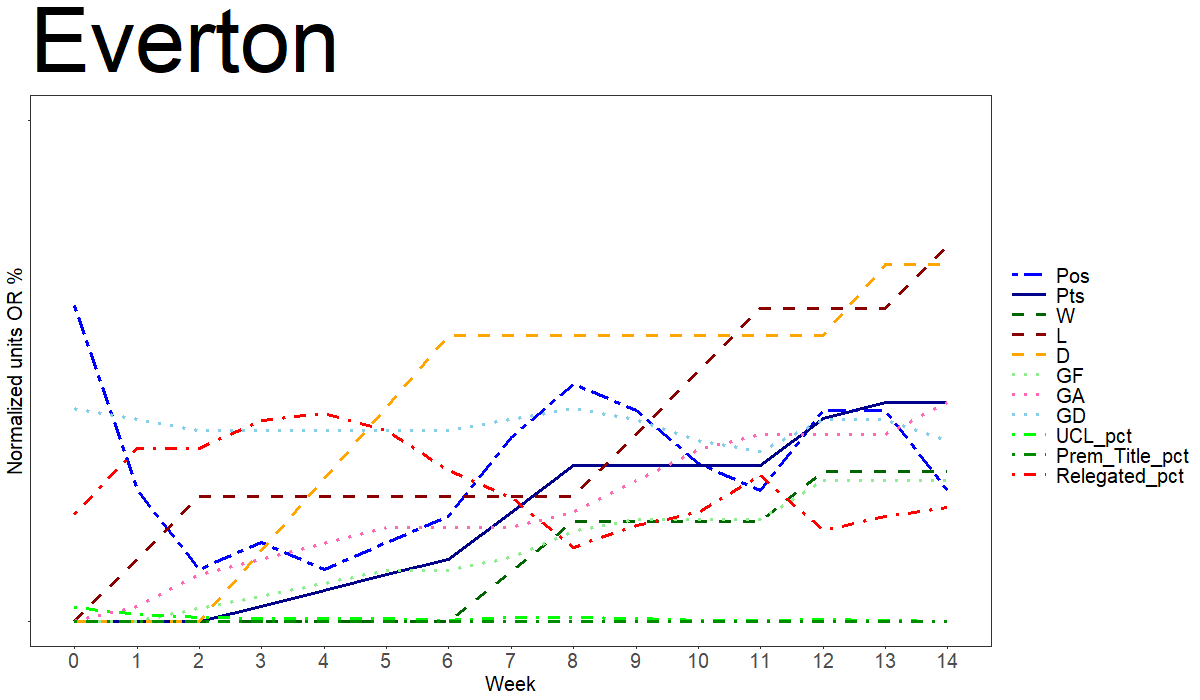 Everton
Normalized units OR %
0 1 2 3 4 5 6 7 8 9 10 11 12 13 14
Week
Pos
Pts
W
L
D
GF
GA
GD
UCL_pct
Prem_Title_pct
Relegated_pct